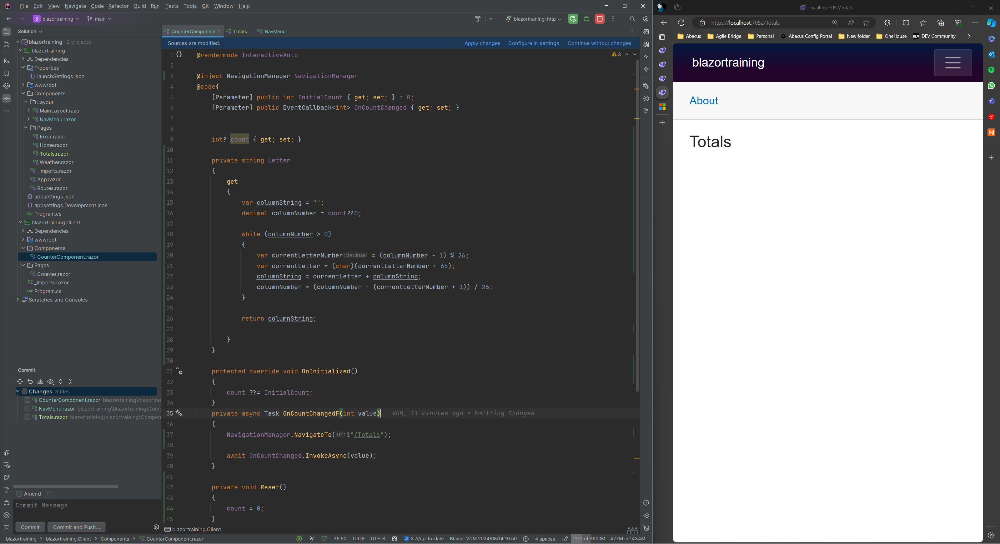 File Edit View Navigate Code Refactor Build Run Tests Tools Git Window Help
B blazortraining main
blazortraining: http
Solution
blazortraining · 2 projects
blazortraining
Dependencies
Properties
launchSettings.json
wwwroot
Components
Layout
MainLayout.razor
NavMenu.razor
Pages
Error.razor
Home.razor
Totals.razor
Weather.razor
_Imports.razor
App.razor
Routes.razor
appsettings.json
appsettings.Development.json
Program.cs
blazortraining.Client
Dependencies
wwwroot
Components
CounterComponent.razor
Pages
Counter.razor
_Imports.razor
Program.cs
Scratches and Consoles
Commit
Changes 3 files
CounterComponent.razor blazortraining\blazortrai
NavMenu.razor blazortraining\blazortraining\Comp
Totals.razor blazortraining\blazortraining\Compon
Amend
Commit Message
Commit Commit and Push...
CounterComponent Totals NavMenu
Sources are modified. Apply changes Configure in settings Continue without changes
3
1 @rendermode InteractiveAuto
2
3 @inject NavigationManager NavigationManager
4 @code{
5 [Parameter] public int InitialCount { get; set; } = 0;
6 [Parameter] public EventCallback<int> OnCountChanged { get; set; }
7
8
9 int? count { get; set; }
10
11 private string Letter
12 {
13 get
14 {
15 var columnString = "";
16 decimal columnNumber = count??0;
17
18 while (columnNumber > 0)
19 {
20 var currentLetterNumber :decimal = (columnNumber - 1) % 26;
21 var currentLetter = (char)(currentLetterNumber + 65);
22 columnString = currentLetter + columnString;
23 columnNumber = (columnNumber - (currentLetterNumber + 1)) / 26;
24 }
25
26 return columnString;
27
28 }
29 }
30
31 protected override void OnInitialized()
32 {
33 count ??= InitialCount;
34 }
35 private async Task OnCountChangedF(int value) VDM, 11 minutes ago • Emitting Changes
36 {
37 NavigationManager.NavigateTo( uri: $"/Totals");
38
39 await OnCountChanged.InvokeAsync(value);
40 }
41
42 private void Reset()
43 {
44 count = 0;
45 }
blazortraining.Client
blazortraining > blazortraining.Client > Components > CounterComponent.razor
35:50 CRLF UTF-8 3 Δ/up-to-date Blame: VDM 2024/08/14 10:50 4 spaces 1177 of 3900M 477M in 1434M
localhost:7052/Totals
https://localhost:7052/Totals
Abacus Agile Bridge Personal Abacus Config Portal New folder OneHouse DEV DEV Community
blazortraining
About
Totals